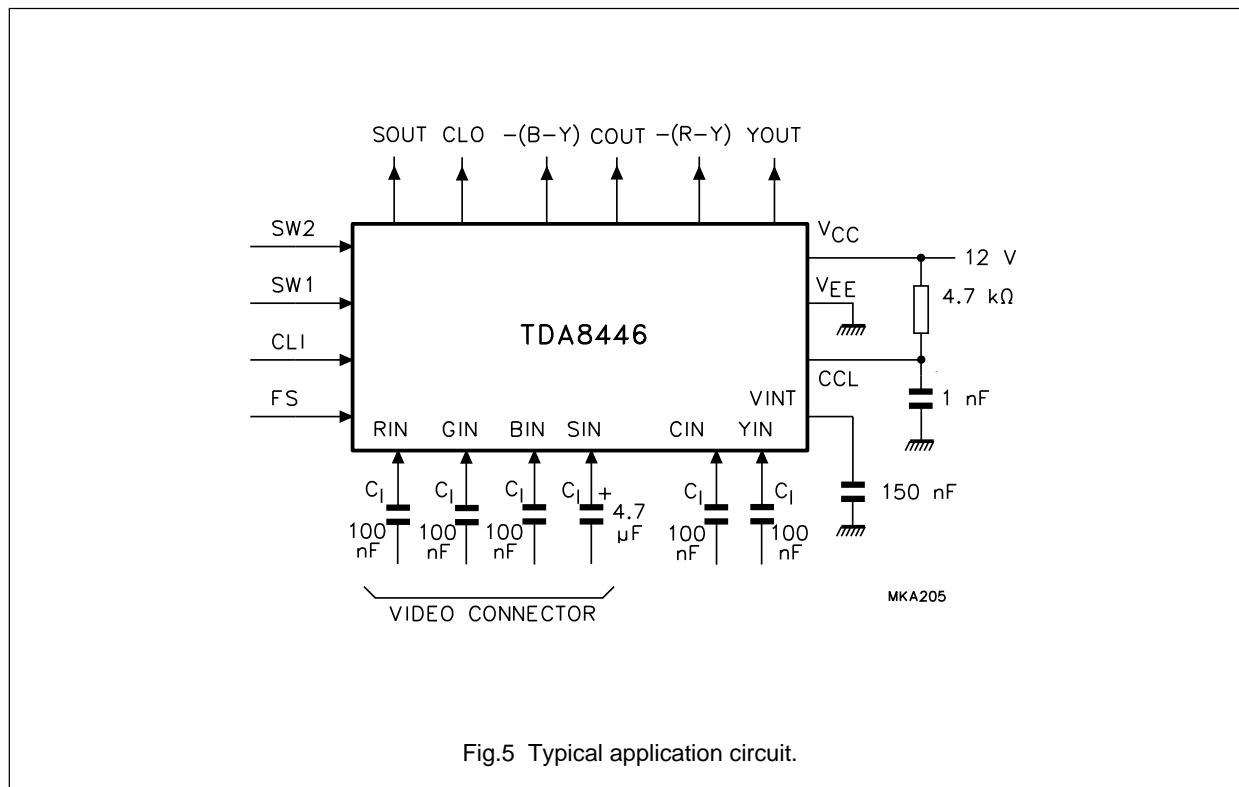 SOUT CLO –(B–Y) COUT –(R–Y) YOUT
SW2
SW1
CLI
FS
TDA8446
VCC
12 V
VEE
4.7 kΩ
CCL
VINT
1 nF
RIN GIN BIN SIN CIN YIN
150 nF
CI 100 nF
CI 100 nF
CI 100 nF
CI + 4.7 μF
CI 100 nF
CI 100 nF
VIDEO CONNECTOR
MKA205
Fig.5 Typical application circuit.